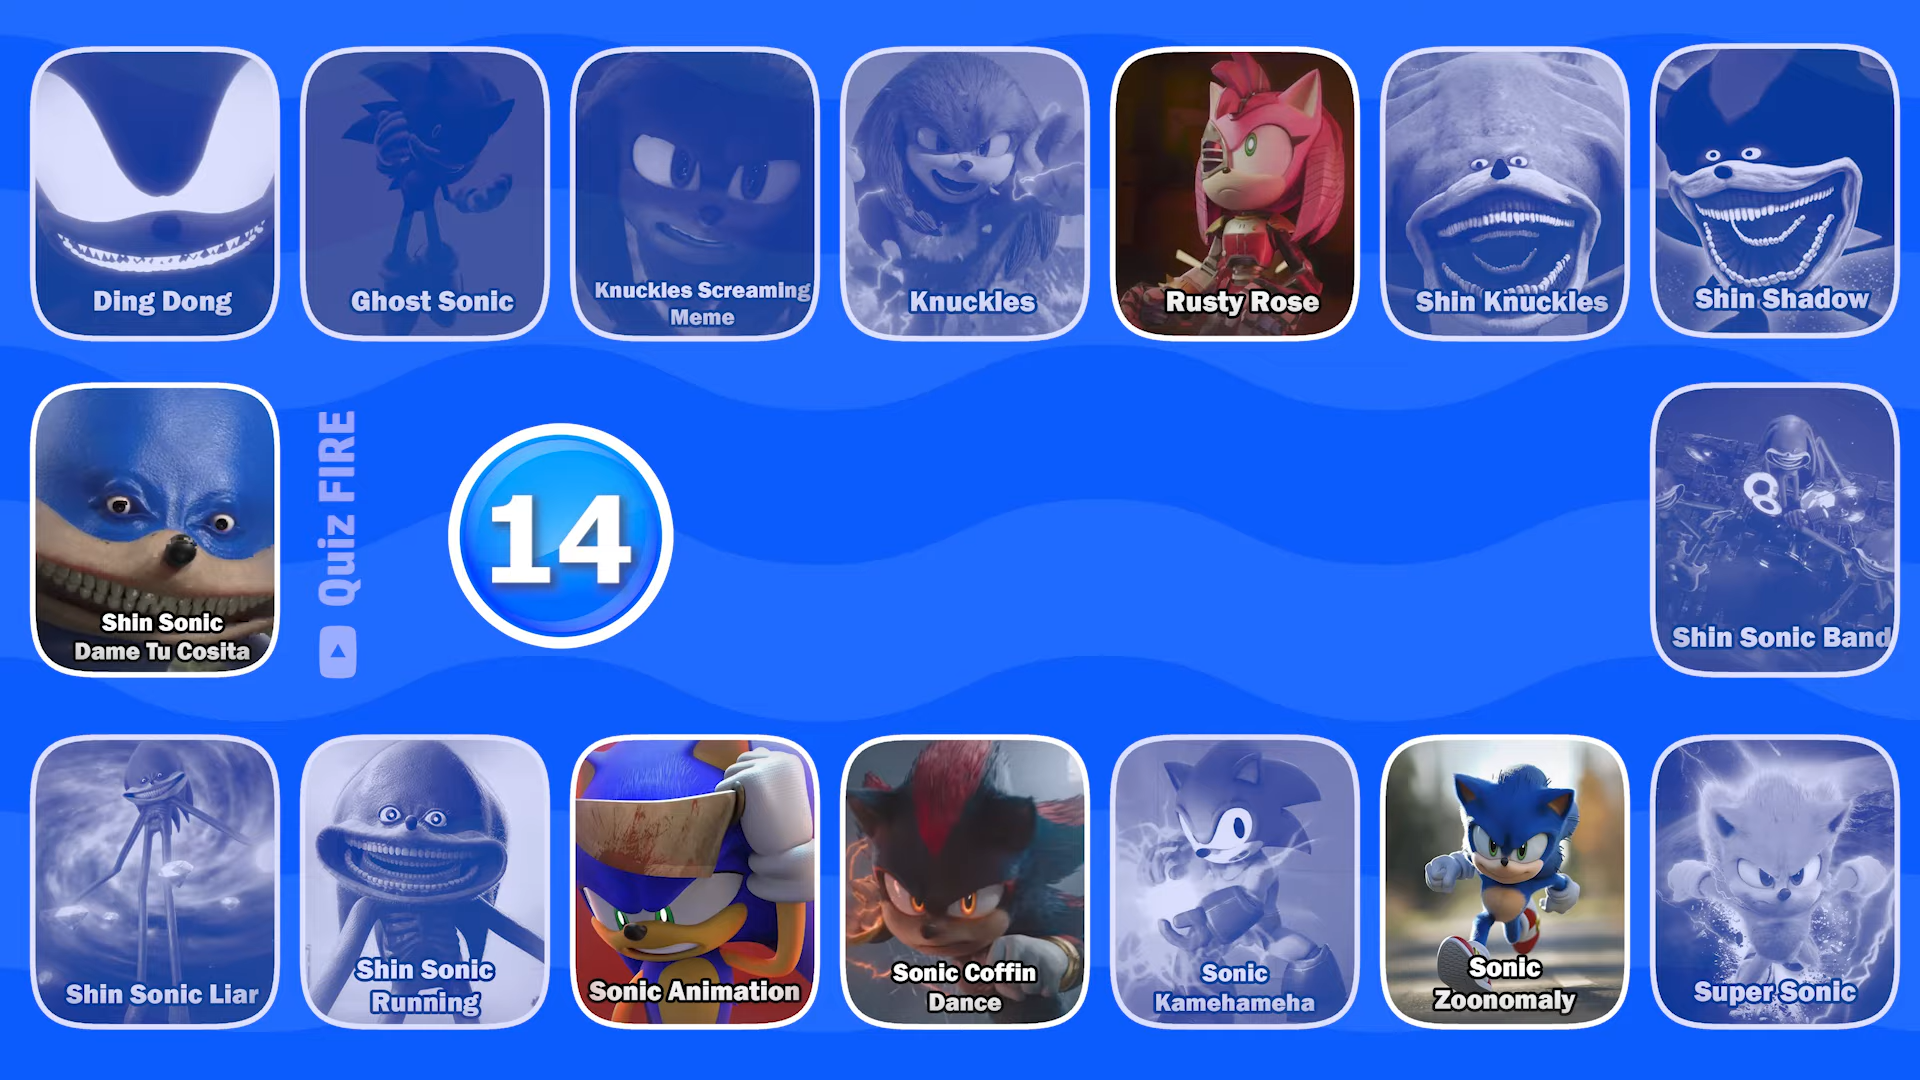 Ding Dong
Ghost Sonic
Knuckles Screaming
Meme
Knuckles
Rusty Rose
Shin Knuckles
Shin Shadow
Shin Sonic
Dame Tu Cosita
Quiz FIRE
14
Shin Sonic Band
Shin Sonic Liar
Shin Sonic
Running
Sonic Animation
Sonic Coffin
Dance
Sonic
Kamehameha
Sonic
Zoonomaly
Super Sonic